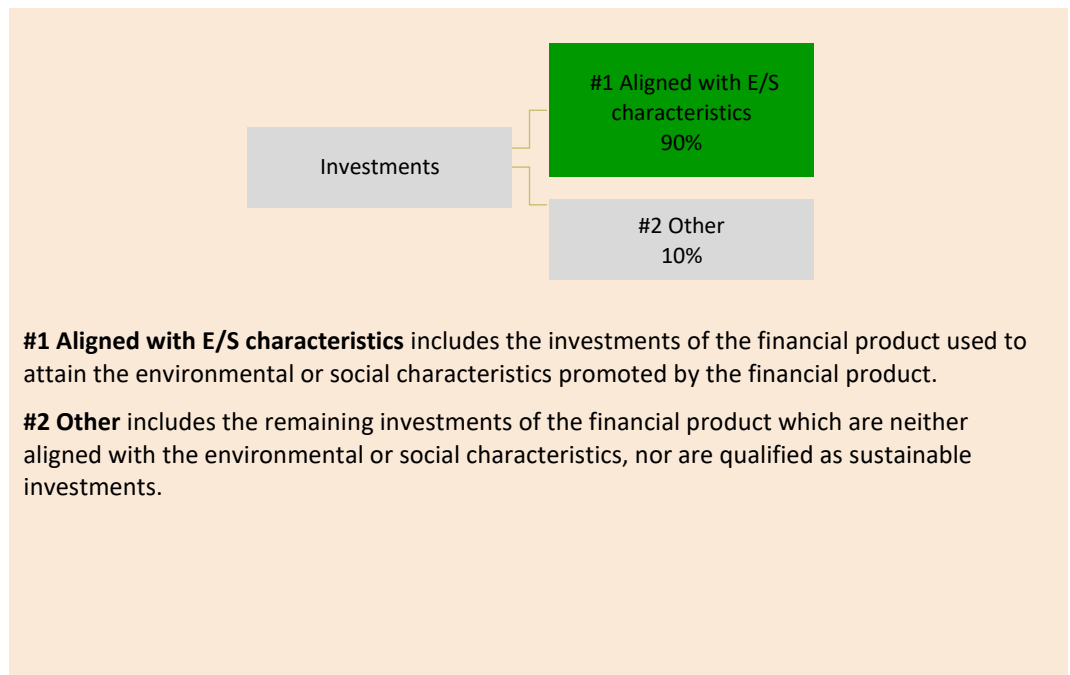 #1 Aligned with E/S
characteristics
90%
Investments
#2 Other
10%
#1 Aligned with E/S characteristics includes the investments of the financial product used to
attain the environmental or social characteristics promoted by the financial product.
#2 Other includes the remaining investments of the financial product which are neither
aligned with the environmental or social characteristics, nor are qualified as sustainable
investments.